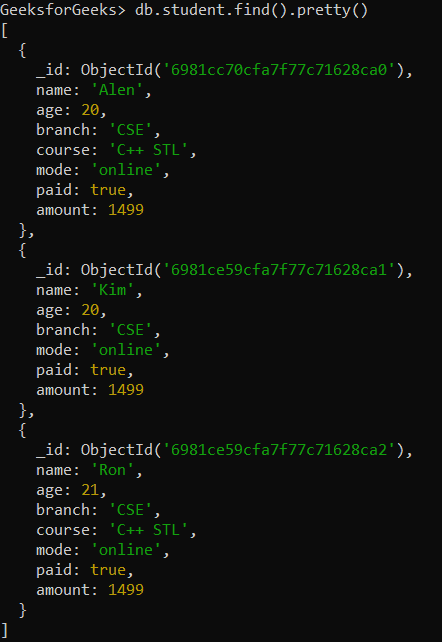 GeeksforGeeks> db.student.find().pretty()
[
  {
    _id: ObjectId('6981cc70cfa7f77c71628ca0'),
    name: 'Alen',
    age: 20,
    branch: 'CSE',
    course: 'C++ STL',
    mode: 'online',
    paid: true,
    amount: 1499
  },
  {
    _id: ObjectId('6981ce59cfa7f77c71628ca1'),
    name: 'Kim',
    age: 20,
    branch: 'CSE',
    mode: 'online',
    paid: true,
    amount: 1499
  },
  {
    _id: ObjectId('6981ce59cfa7f77c71628ca2'),
    name: 'Ron',
    age: 21,
    branch: 'CSE',
    course: 'C++ STL',
    mode: 'online',
    paid: true,
    amount: 1499
  }
]